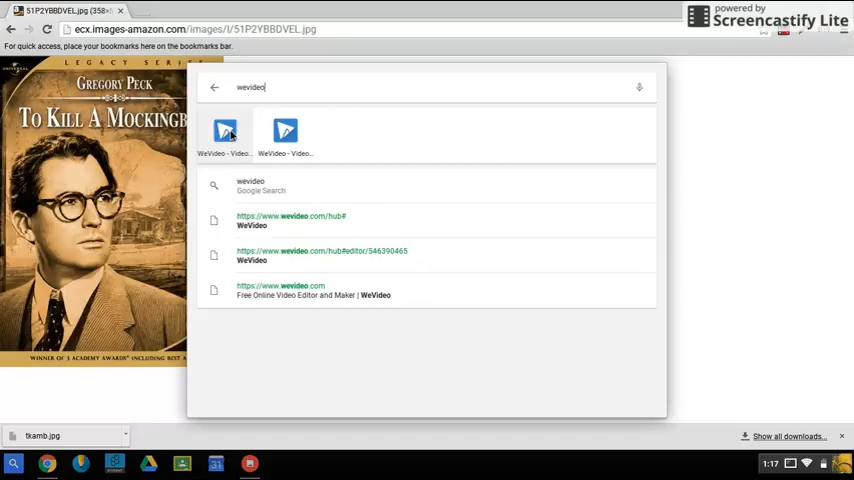 51P2YBBDVEL.jpg (358×
powered by
Screencastify Lite
ecx.images-amazon.com/images/I/51P2YBBDVEL.jpg
For quick access, place your bookmarks here on the bookmarks bar.
UNIVERSAL
LEGACY SERIE
GREGORY PECK
TO KILL A MOCKINGB
WINNER OF 3 ACADEMY AWARDS® INCLUDING BEST A
wevideo
WeVideo - Video...
WeVideo - Video...
wevideo
Google Search
https://www.wevideo.com/hub#
WeVideo
https://www.wevideo.com/hub#editor/546390465
WeVideo
https://www.wevideo.com
Free Online Video Editor and Maker | WeVideo
tkamb.jpg
Show all downloads...
31
1:17